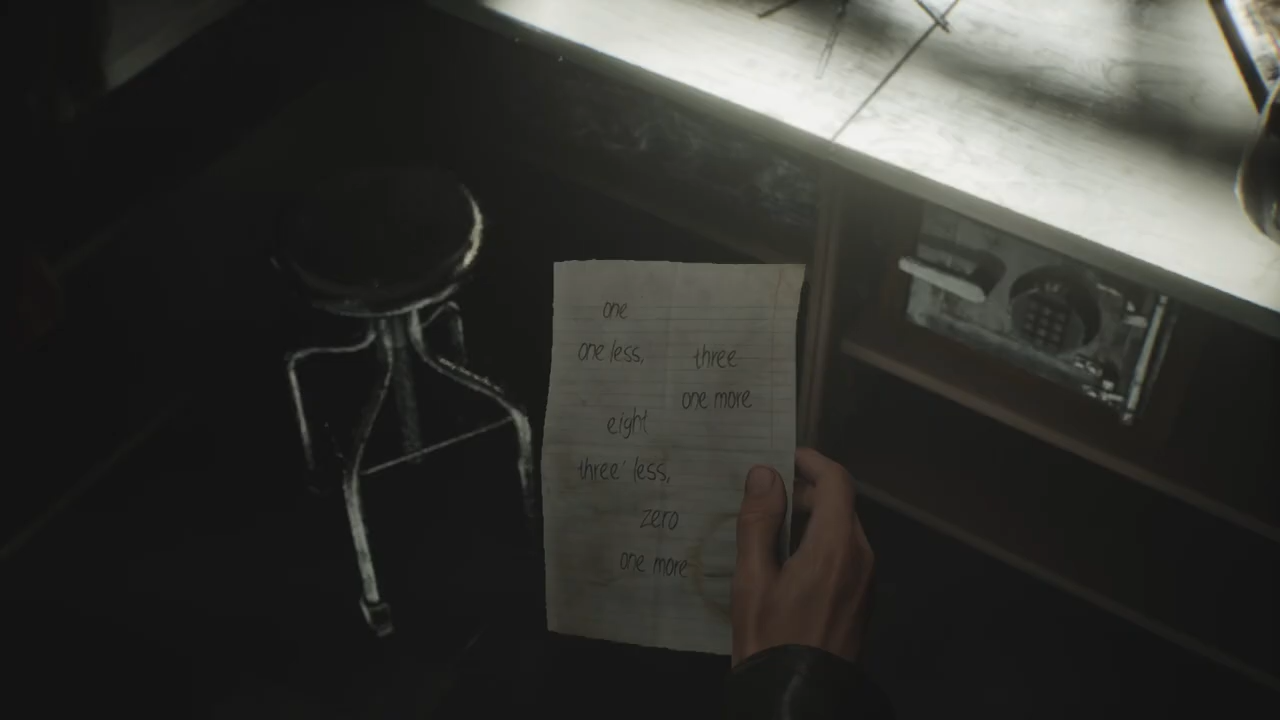 one
one less, three
one more
eight
three less,
zero
one more